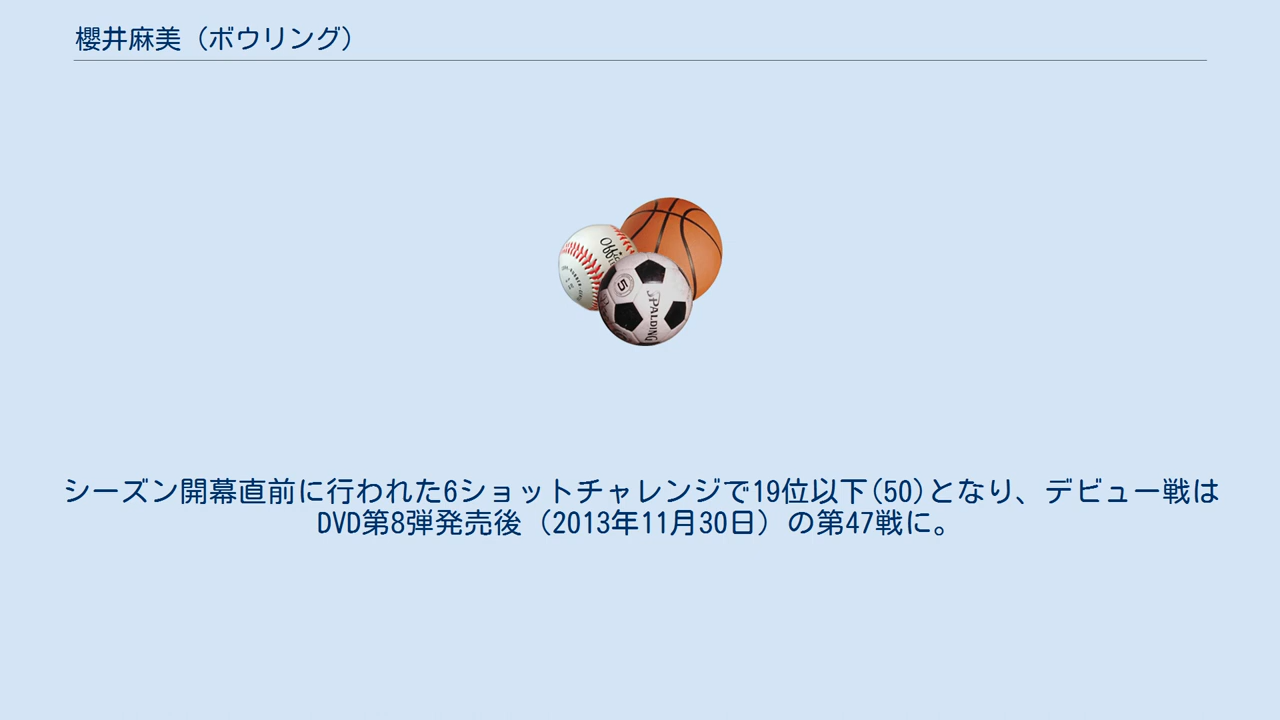 櫻井麻美（ボウリング）
Offic
5
SPALDING
シーズン開幕直前に行われた6ショットチャレンジで19位以下(50)となり、デビュー戦は
DVD第8弾発売後（2013年11月30日）の第47戦に。